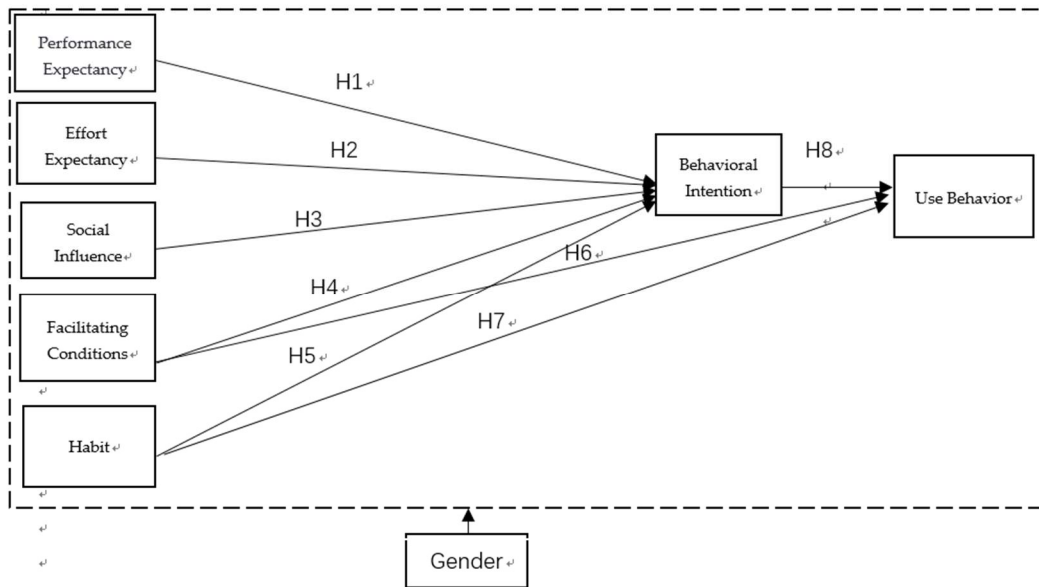 Performance
Expectancy↵
H1↵
Effort
Expectancy↵
H2
Behavioral
Intention↵
H8↵
Use Behavior↵
↵
↵
Social
Influence↵
H3
H6↵
Facilitating
Conditions↵
H4
H5↵
H7↵
↵
Habit↵
↵
↵
↵
Gender↵